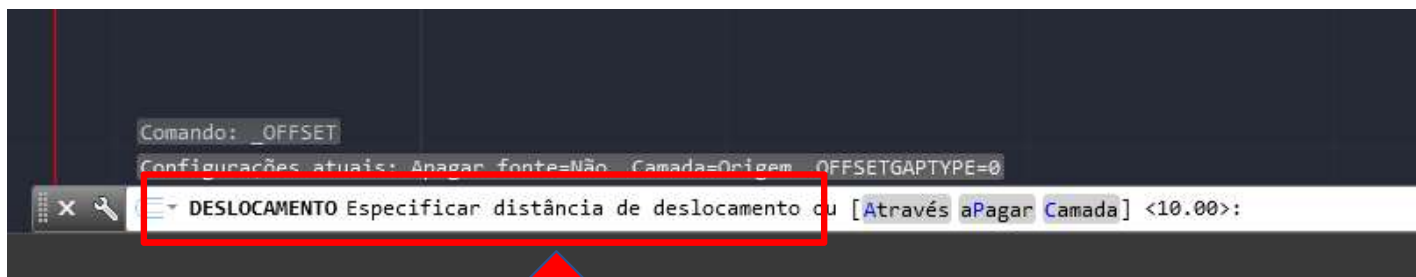 Comando: _OFFSET
Configurações atuais: Apagar fonte=Não Camada=Origem OFFSETGAPTYPE=0
DESLOCAMENTO Especificar distância de deslocamento ou [Através aPagar Camada] <10.00>: